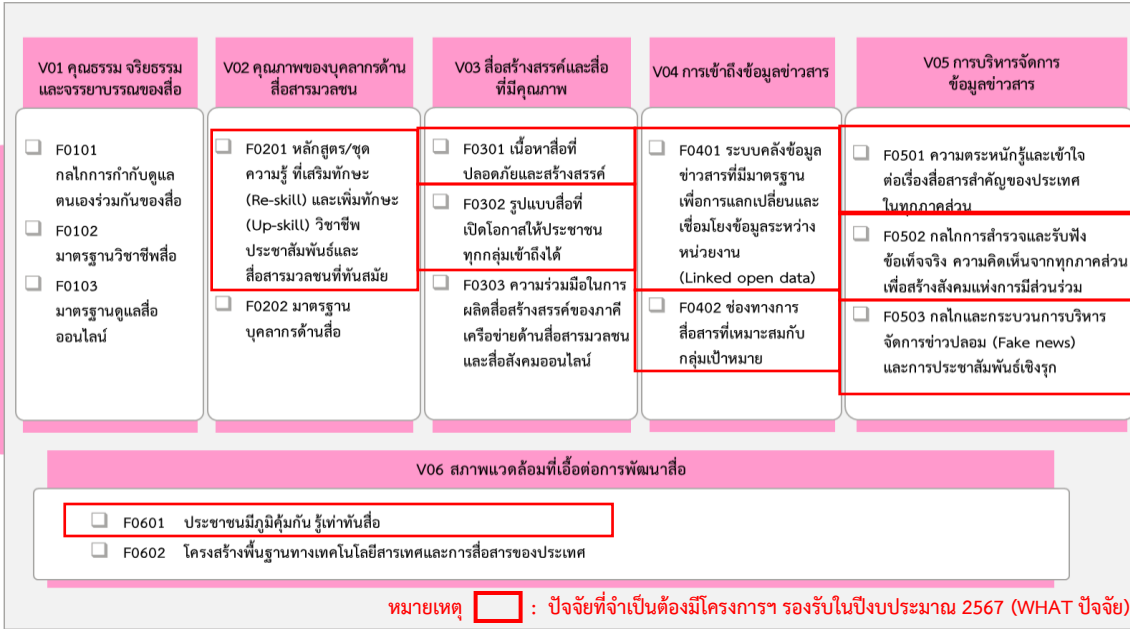 V01 คุณธรรม จริยธรรม
และจรรยาบรรณของสื่อ
F0101
กลไกการกำกับดูแล
ตนเองร่วมกันของสื่อ
F0102
มาตรฐานวิชาชีพสื่อ
F0103
มาตรฐานดูแลสื่อ
ออนไลน์
V02 คุณภาพของบุคลากรด้าน
สื่อสารมวลชน
F0201 หลักสูตร/ชุด
ความรู้ ที่เสริมทักษะ
(Re-skill) และเพิ่มทักษะ
(Up-skill) วิชาชีพ
ประชาสัมพันธ์และ
สื่อสารมวลชนที่ทันสมัย
F0202 มาตรฐาน
บุคลากรด้านสื่อ
V03 สื่อสร้างสรรค์และสื่อ
ที่มีคุณภาพ
F0301 เนื้อหาสื่อที่
ปลอดภัยและสร้างสรรค์
F0302 รูปแบบสื่อที่
เปิดโอกาสให้ประชาชน
ทุกกลุ่มเข้าถึงได้
F0303 ความร่วมมือในการ
ผลิตสื่อสร้างสรรค์ของภาคี
เครือข่ายด้านสื่อสารมวลชน
และสื่อสังคมออนไลน์
V04 การเข้าถึงข้อมูลข่าวสาร
F0401 ระบบคลังข้อมูล
ข่าวสารที่มีมาตรฐาน
เพื่อการแลกเปลี่ยนและ
เชื่อมโยงข้อมูลระหว่าง
หน่วยงาน
(Linked open data)
F0402 ช่องทางการ
สื่อสารที่เหมาะสมกับ
กลุ่มเป้าหมาย
V05 การบริหารจัดการ
ข้อมูลข่าวสาร
F0501 ความตระหนักรู้และเข้าใจ
ต่อเรื่องสื่อสารสำคัญของประเทศ
ในทุกภาคส่วน
F0502 กลไกการสำรวจและรับฟัง
ข้อเท็จจริง ความคิดเห็นจากทุกภาคส่วน
เพื่อสร้างสังคมแห่งการมีส่วนร่วม
F0503 กลไกและกระบวนการบริหาร
จัดการข่าวปลอม (Fake news)
และการประชาสัมพันธ์เชิงรุก
V06 สภาพแวดล้อมที่เอื้อต่อการพัฒนาสื่อ
F0601 ประชาชนมีภูมิคุ้มกัน รู้เท่าทันสื่อ
F0602 โครงสร้างพื้นฐานทางเทคโนโลยีสารเทศและการสื่อสารของประเทศ
หมายเหตุ : ปัจจัยที่จำเป็นต้องมีโครงการฯ รองรับในปีงบประมาณ 2567 (WHAT ปัจจัย)